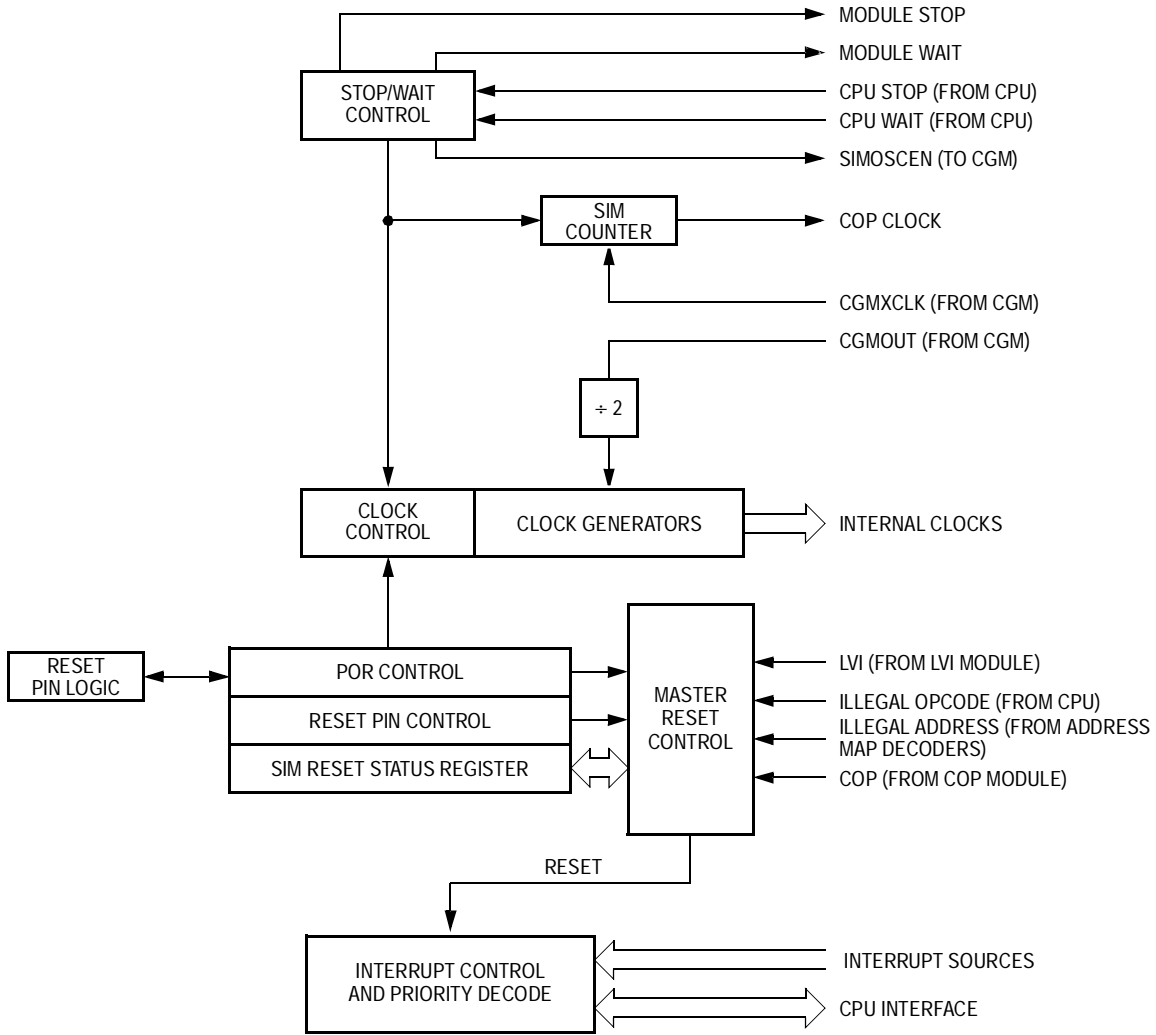 MODULE STOP
MODULE WAIT
STOP/WAIT
CONTROL
CPU STOP (FROM CPU)
CPU WAIT (FROM CPU)
SIMOSCEN (TO CGM)
SIM
COUNTER
COP CLOCK
CGMXCLK (FROM CGM)
CGMOUT (FROM CGM)
÷ 2
CLOCK
CONTROL
CLOCK GENERATORS
INTERNAL CLOCKS
RESET
PIN LOGIC
POR CONTROL
RESET PIN CONTROL
SIM RESET STATUS REGISTER
MASTER
RESET
CONTROL
LVI (FROM LVI MODULE)
ILLEGAL OPCODE (FROM CPU)
ILLEGAL ADDRESS (FROM ADDRESS
MAP DECODERS)
COP (FROM COP MODULE)
RESET
INTERRUPT CONTROL
AND PRIORITY DECODE
INTERRUPT SOURCES
CPU INTERFACE